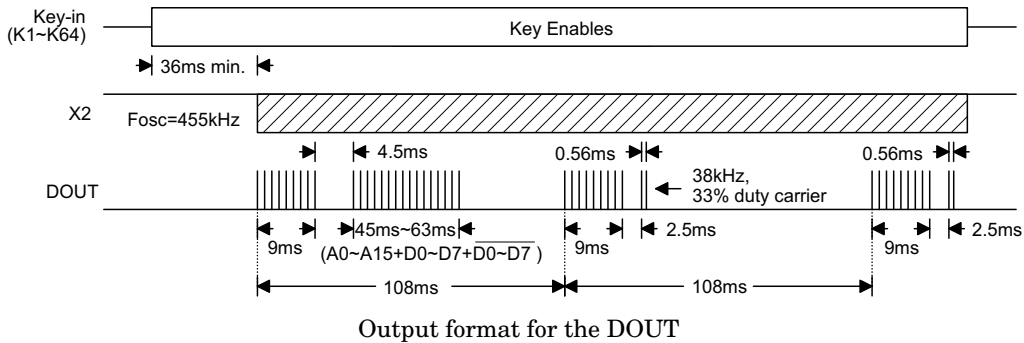 Key-in
(K1~K64)
Key Enables
36ms min.
X2
Fosc=455kHz
4.5ms
0.56ms
0.56ms
DOUT
38kHz,
33% duty carrier
45ms~63ms
9ms
(A0~A15+D0~D7+D0~D7)
9ms
2.5ms
9ms
2.5ms
108ms
108ms
Output format for the DOUT